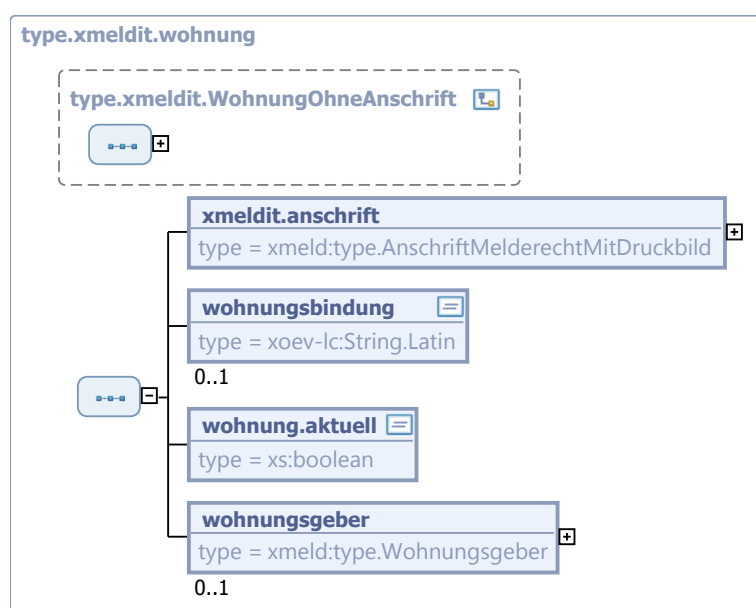 type.xmeldit.wohnung
type.xmeldit.WohnungOhneAnschrift
xmeldit.anschrift
type = xmeld:type.AnschriftMelderechtMitDruckbild
wohnungsbindung
type = xoev-lc:String.Latin
0..1
wohnung.aktuell
type = xs:boolean
wohnungsgeber
type = xmeld:type.Wohnungsgeber
0..1